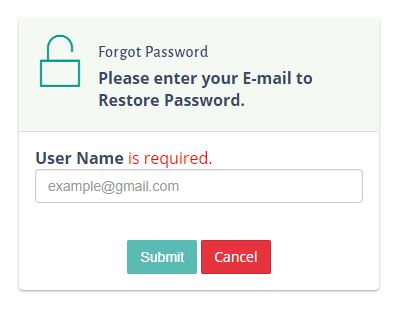 Forgot Password
Please enter your E-mail to
Restore Password.
User Name is required.
example@gmail.com
Submit Cancel